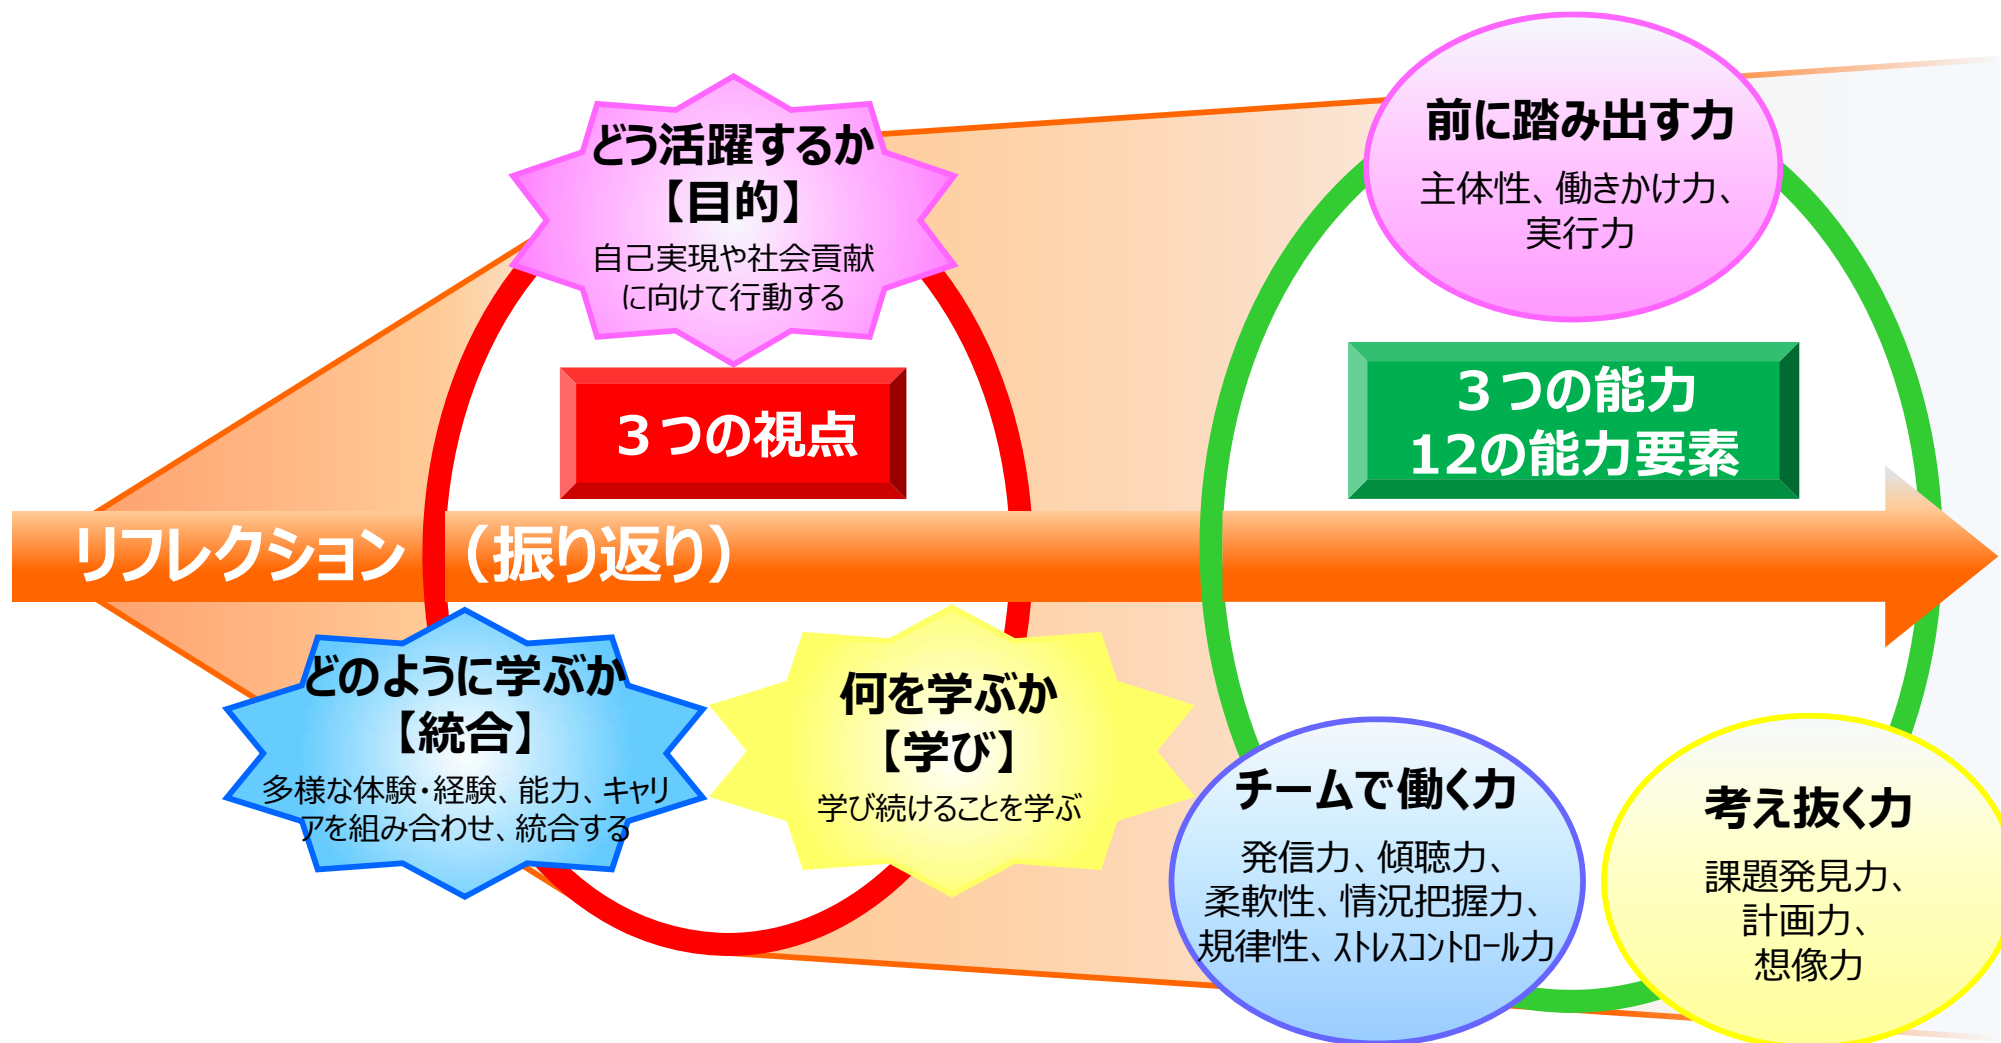 どう活躍するか
【目的】
自己実現や社会貢献
に向けて行動する
３つの視点
リフレクション （振り返り）
どのように学ぶか
【統合】
多様な体験・経験、能力、キャリ
アを組み合わせ、統合する
何を学ぶか
【学び】
学び続けることを学ぶ
前に踏み出す力
主体性、働きかけ力、
実行力
３つの能力
12の能力要素
チームで働く力
発信力、傾聴力、
柔軟性、情況把握力、
規律性、ｽﾄﾚｽｺﾝﾄﾛｰﾙ力
考え抜く力
課題発見力、
計画力、
想像力